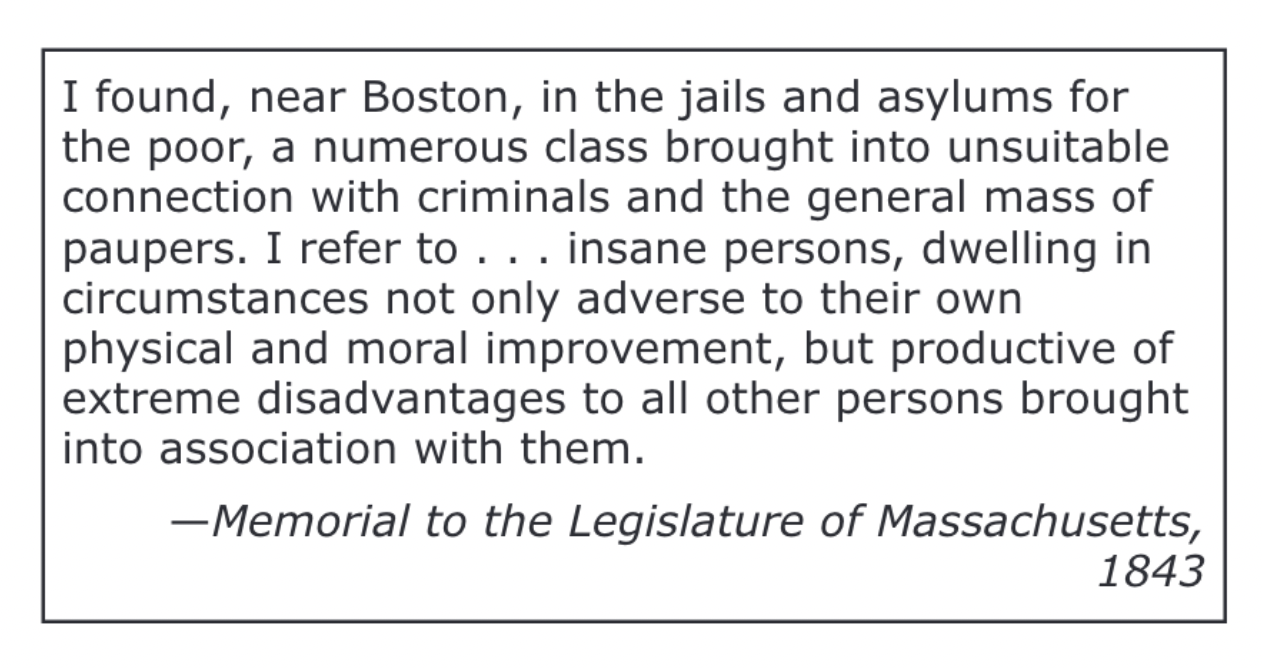 I found, near Boston, in the jails and asylums for
the poor, a numerous class brought into unsuitable
connection with criminals and the general mass of
paupers. I refer to . . . insane persons, dwelling in
circumstances not only adverse to their own
physical and moral improvement, but productive of
extreme disadvantages to all other persons brought
into association with them.
—Memorial to the Legislature of Massachusetts,
1843